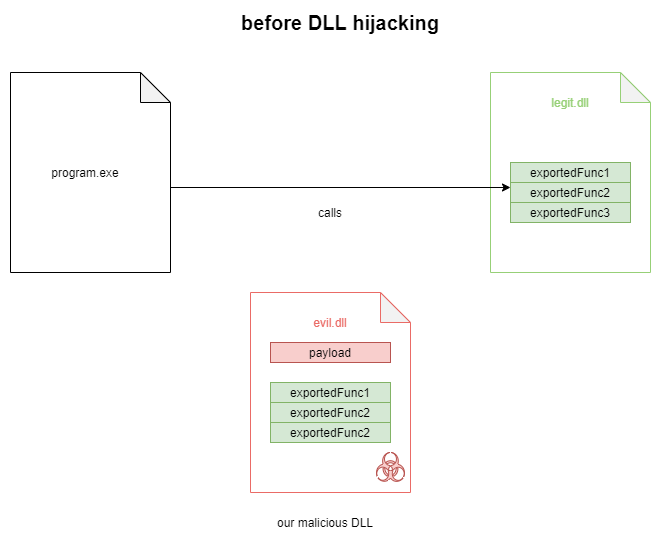 before DLL hijacking
legit.dll
program.exe
exportedFunc1
exportedFunc2
exportedFunc3
calls
evil.dll
payload
exportedFunc1
exportedFunc2
exportedFunc2
our malicious DLL